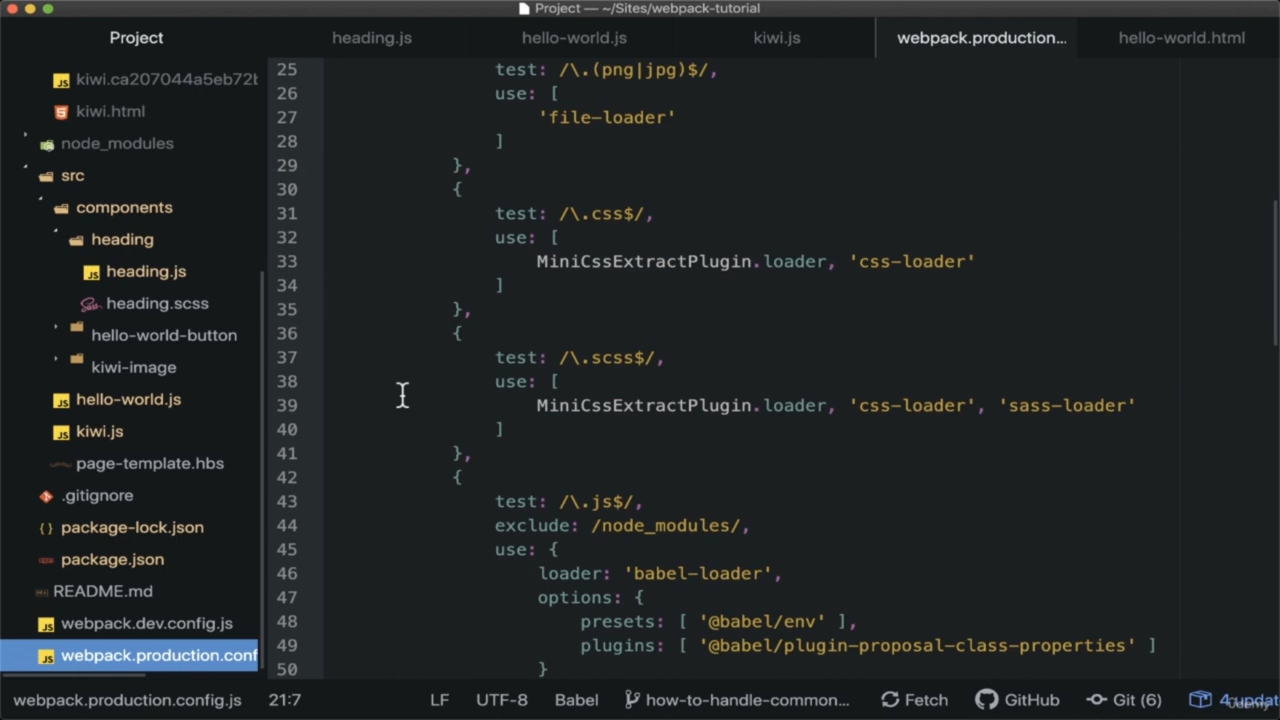 Project — ~/Sites/webpack-tutorial
Project
heading.js
hello-world.js
kiwi.js
webpack.production...
hello-world.html
kiwi.ca207044a5eb72b
kiwi.html
node_modules
src
components
heading
heading.js
heading.scss
hello-world-button
kiwi-image
hello-world.js
kiwi.js
page-template.hbs
.gitignore
package-lock.json
package.json
README.md
webpack.dev.config.js
webpack.production.conf
25 test: /\.(png|jpg)$/,
26 use: [
27 'file-loader'
28 ]
29 },
30 {
31 test: /\.css$/,
32 use: [
33 MiniCssExtractPlugin.loader, 'css-loader'
34 ]
35 },
36 {
37 test: /\.scss$/,
38 use: [
39 MiniCssExtractPlugin.loader, 'css-loader', 'sass-loader'
40 ]
41 },
42 {
43 test: /\.js$/,
44 exclude: /node_modules/,
45 use: {
46 loader: 'babel-loader',
47 options: {
48 presets: [ '@babel/env' ],
49 plugins: [ '@babel/plugin-proposal-class-properties' ]
50 }
webpack.production.config.js 21:7 LF UTF-8 Babel how-to-handle-common... Fetch GitHub Git (6) 4 updat
Udemy